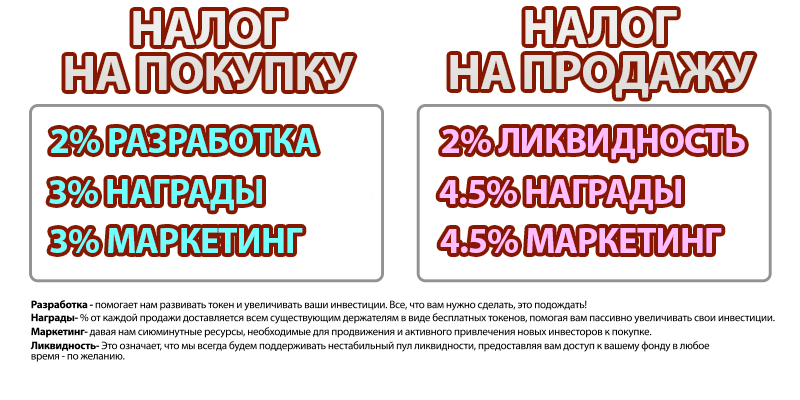 НАЛОГ
НА ПОКУПКУ
2% РАЗРАБОТКА
3% НАГРАДЫ
3% МАРКЕТИНГ
НАЛОГ
НА ПРОДАЖУ
2% ЛИКВИДНОСТЬ
4.5% НАГРАДЫ
4.5% МАРКЕТИНГ
Разработка - помогает нам развивать токен и увеличивать ваши инвестиции. Все, что вам нужно сделать, это подождать!
Награды- % от каждой продажи доставляется всем существующим держателям в виде бесплатных токенов, помогая вам пассивно увеличивать свои инвестиции.
Маркетинг- давая нам сиюминутные ресурсы, необходимые для продвижения и активного привлечения новых инвесторов к покупке.
Ликвидность- Это означает, что мы всегда будем поддерживать нестабильный пул ликвидности, предоставляя вам доступ к вашему фонду в любое
время - по желанию.